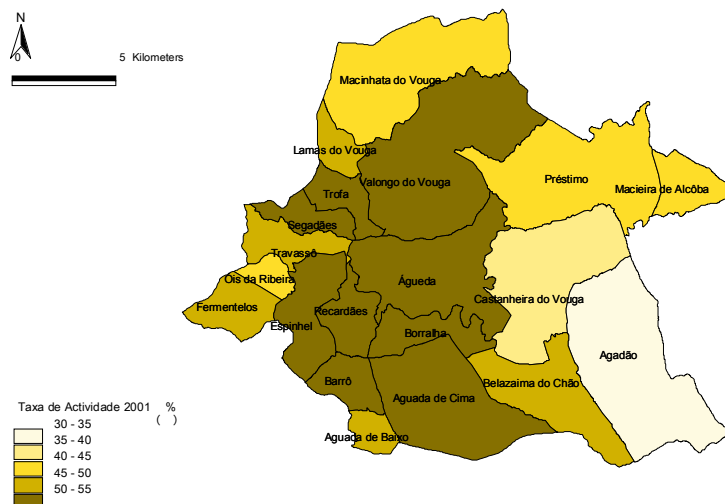 N
0
5 Kilometers
Macinhata do Vouga
Lamas do Vouga
Valongo do Vouga
Préstimo
Macieira de Alcôba
Trofa
Segadães
Travassô
Ois da Ribeira
Águeda
Castanheira do Vouga
Fermentelos
Espinhel
Recardães
Borralha
Agadão
Barrô
Aguada de Cima
Belazaima do Chão
Aguada de Baixo
Taxa de Actividade 2001 %
( )
30 - 35
35 - 40
40 - 45
45 - 50
50 - 55